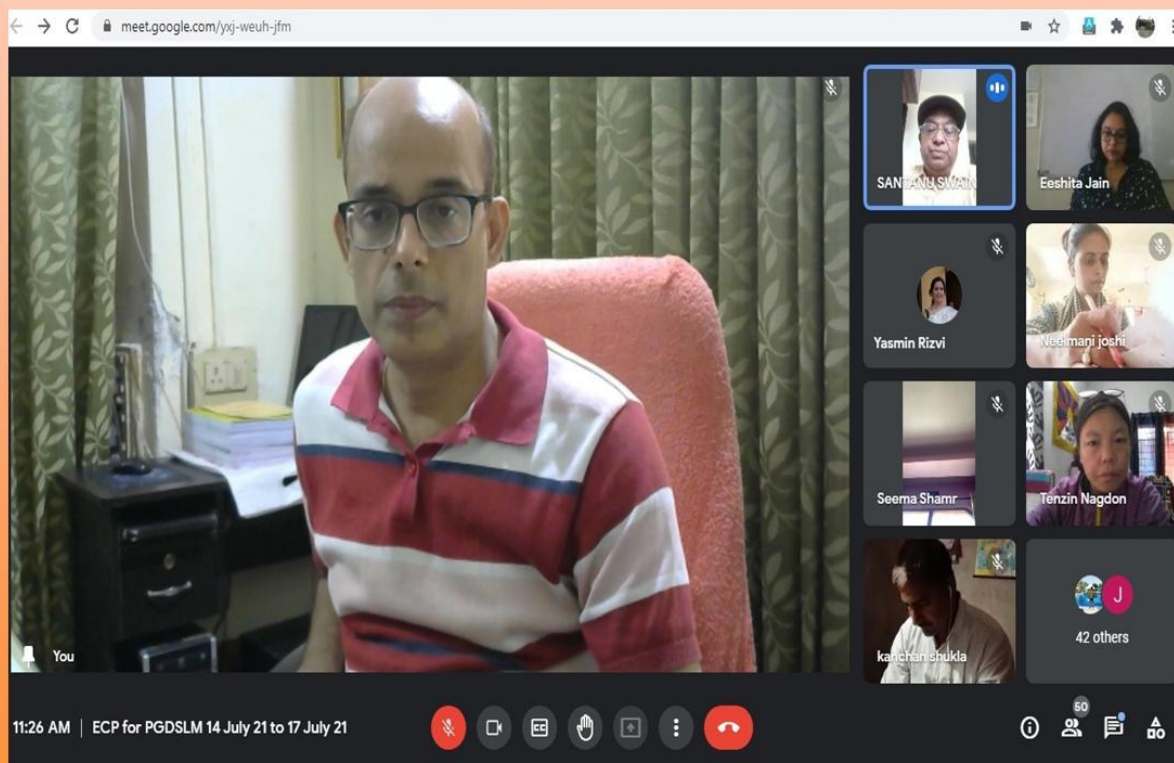 meet.google.com/yxj-weuh-jfm
SANTANU SWAIN
Eeshita Jain
Yasmin Rizvi
Neelmani joshi
Seema Shamr
Tenzin Nagdon
kanchan shukla
J
42 others
You
11:26 AM | ECP for PGDSLM 14 July 21 to 17 July 21
CC
50